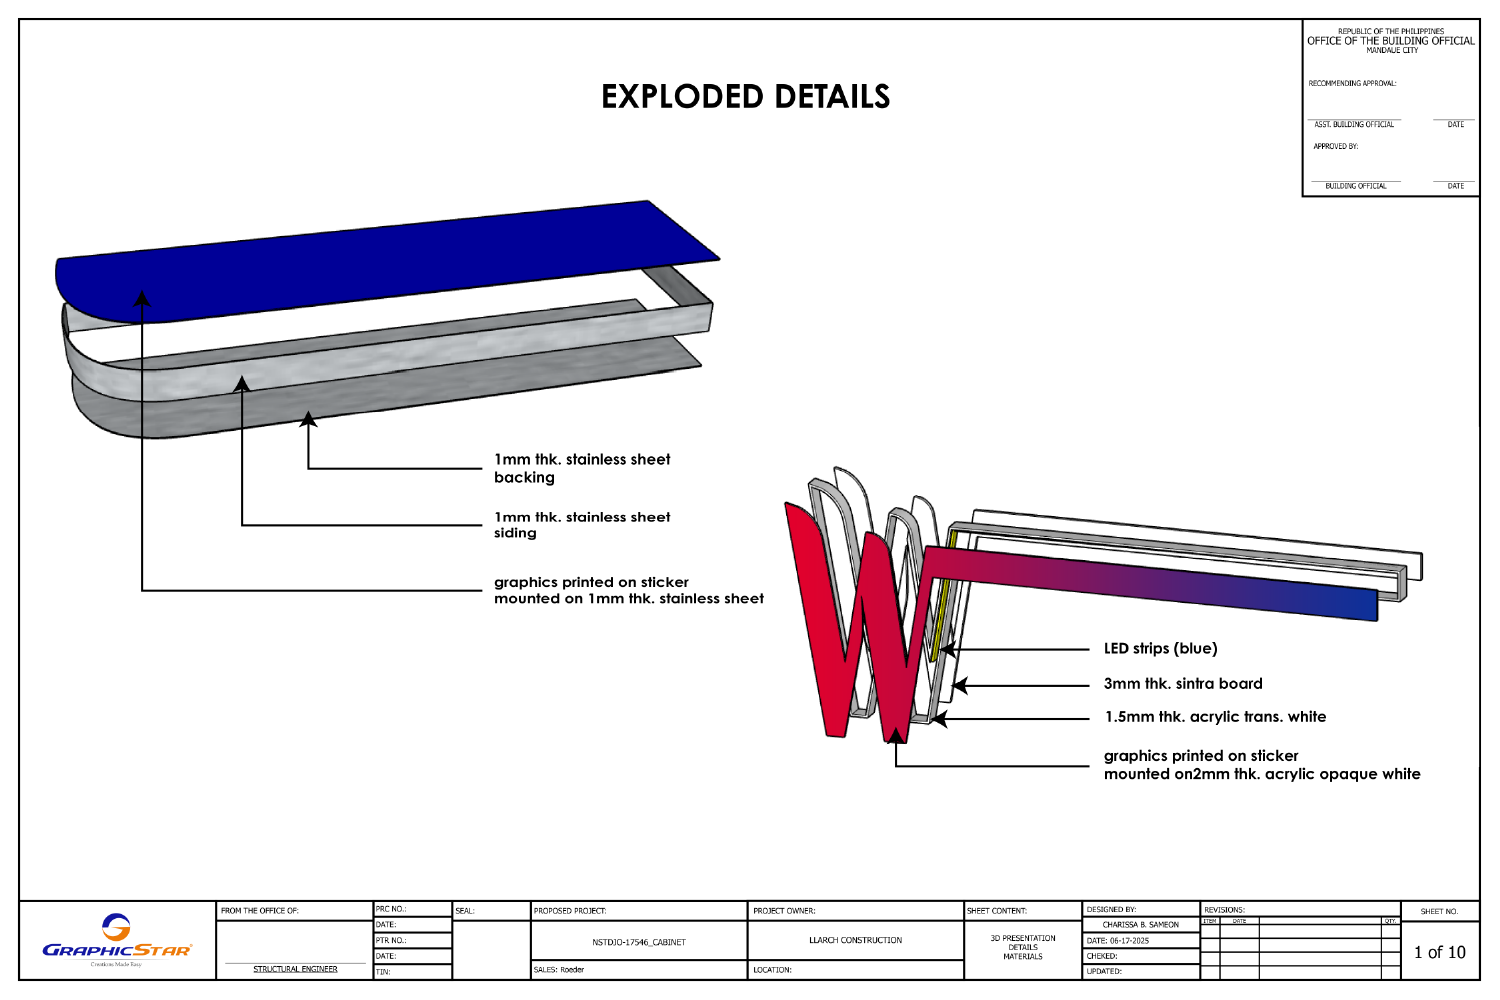 REPUBLIC OF THE PHILIPPINES
OFFICE OF THE BUILDING OFFICIAL
MANDAUE CITY
RECOMMENDING APPROVAL:
ASST. BUILDING OFFICIAL
DATE
APPROVED BY:
BUILDING OFFICIAL
DATE
EXPLODED DETAILS
1mm thk. stainless sheet
backing
1mm thk. stainless sheet
siding
graphics printed on sticker
mounted on 1mm thk. stainless sheet
LED strips (blue)
3mm thk. sintra board
1.5mm thk. acrylic trans. white
graphics printed on sticker
mounted on2mm thk. acrylic opaque white
GRAPHICSTAR
Creations Made Easy
FROM THE OFFICE OF:
STRUCTURAL ENGINEER
PRC NO.:
DATE:
PTR NO.:
DATE:
TIN:
SEAL:
PROPOSED PROJECT:
NSTDJO-17546_CABINET
SALES: Roeder
PROJECT OWNER:
LLARCH CONSTRUCTION
LOCATION:
SHEET CONTENT:
3D PRESENTATION
DETAILS
MATERIALS
DESIGNED BY:
CHARISSA B. SAMEON
DATE: 06-17-2025
CHEKED:
UPDATED:
REVISIONS:
ITEM
DATE
QTY.
SHEET NO.
1 of 10